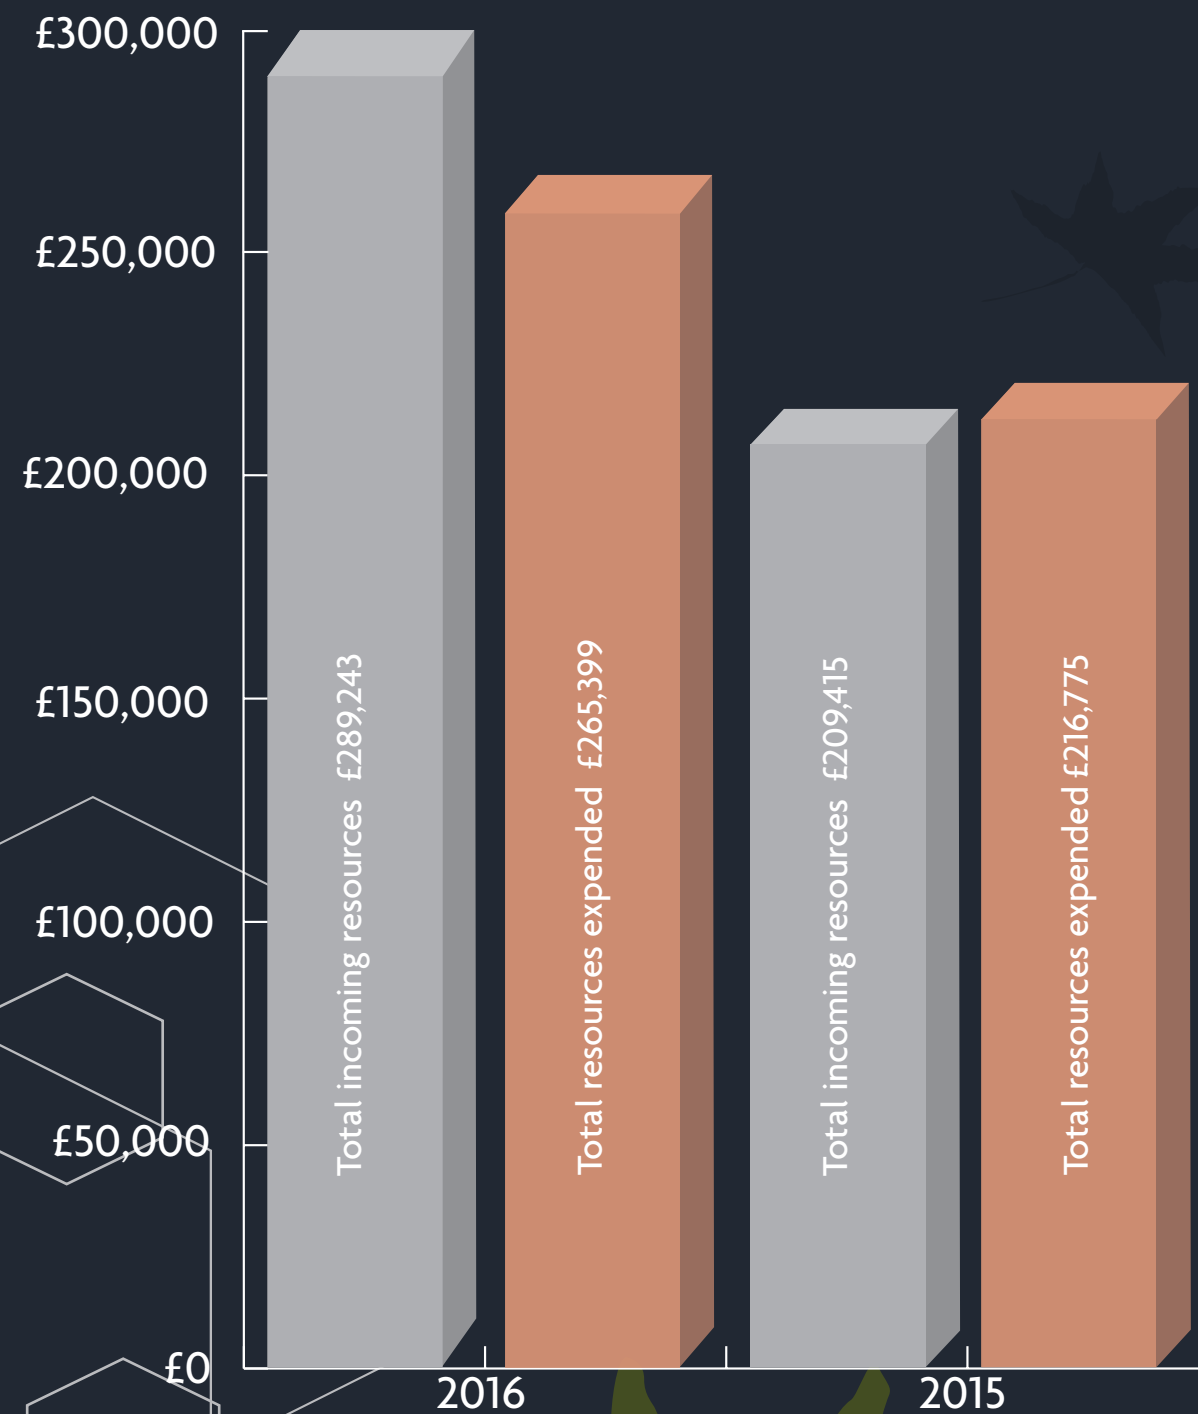 £300,000
£250,000
£200,000
£150,000
£100,000
£50,000
£0
Total incoming resources £289,243
Total resources expended £265,399
Total incoming resources £209,415
Total resources expended £216,775
2016
2015